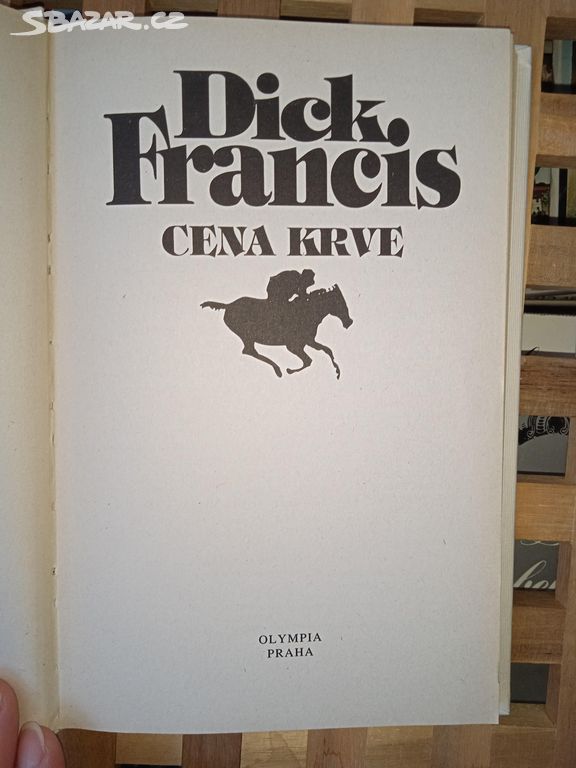 SBAZAR.CZ
Dick
Francis
CENA KRVE
OLYMPIA
PRAHA